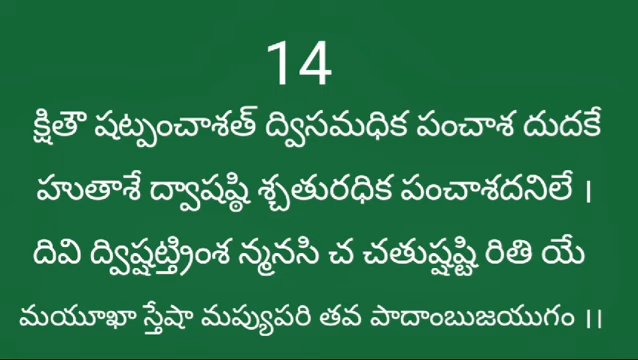 14
క్షితౌ షట్పంచాశత్ ద్విసమధిక పంచాశ దుదకే
హుతాశే ద్వాషష్ఠి శ్చతురధిక పంచాశదనిలే ।
దివి ద్విష్షట్త్రింశ న్మనసి చ చతుష్షష్టి రితి యే
మయూఖా స్తేషా మప్యుపరి తవ పాదాంబుజయుగం ।।